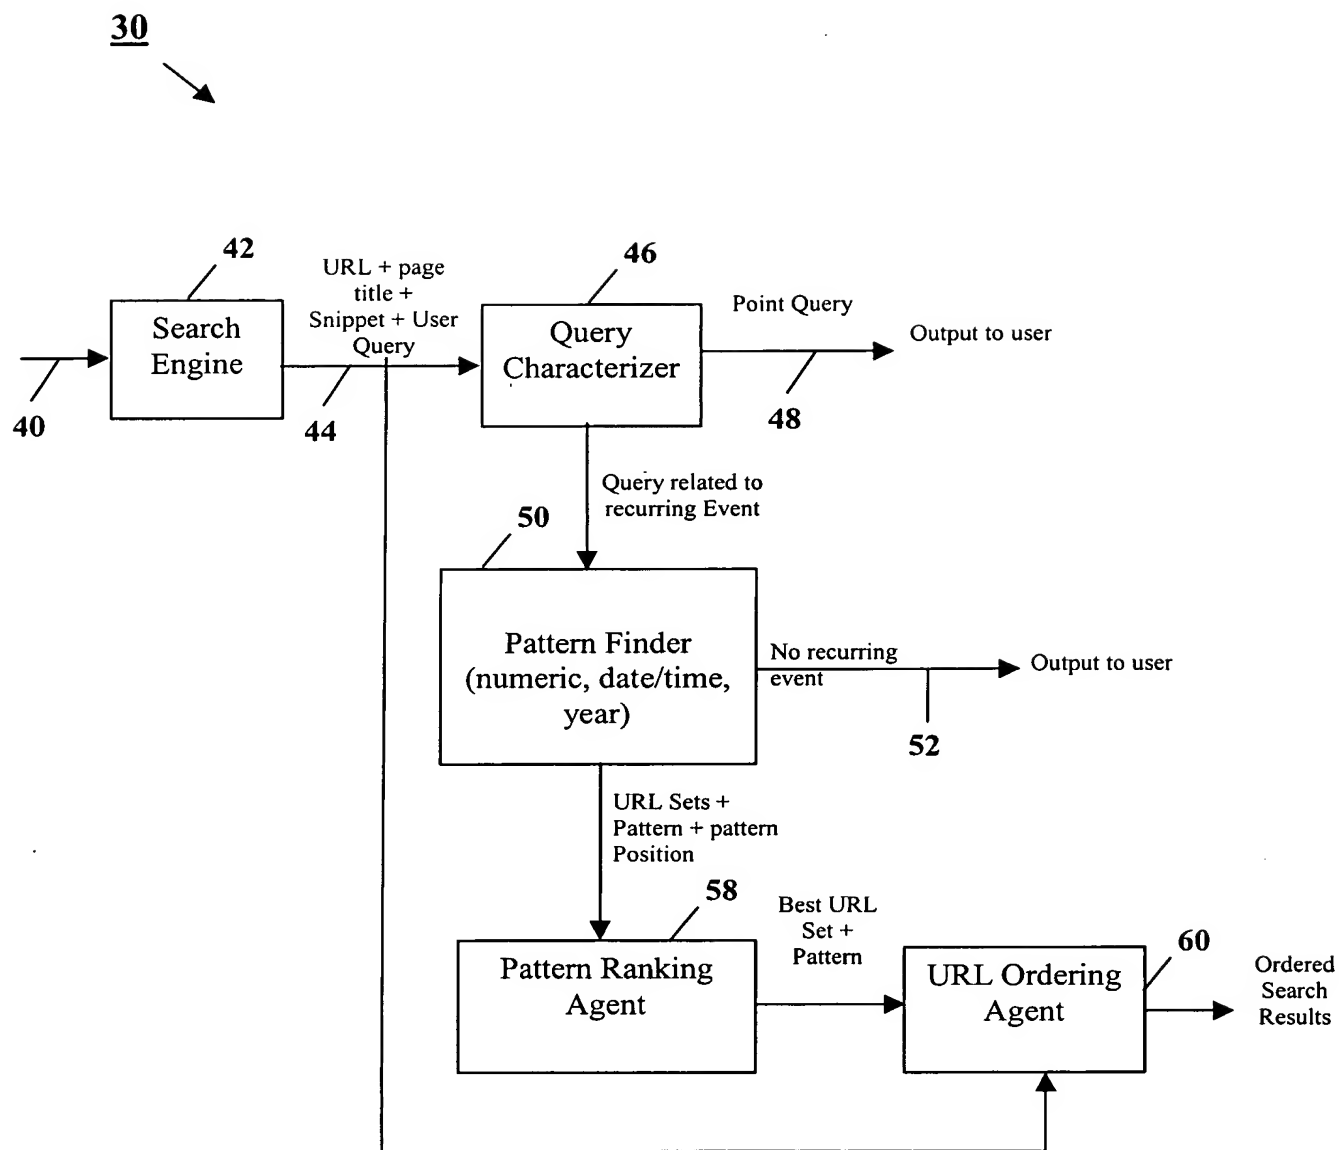 30
42
Search
Engine
40
URL + page
title +
Snippet + User
Query
44
46
Query
Characterizer
Point Query
48
Output to user
Query related to
recurring Event
50
Pattern Finder
(numeric, date/time,
year)
No recurring
event
52
Output to user
URL Sets +
Pattern + pattern
Position
58
Pattern Ranking
Agent
Best URL
Set +
Pattern
60
URL Ordering
Agent
Ordered
Search
Results